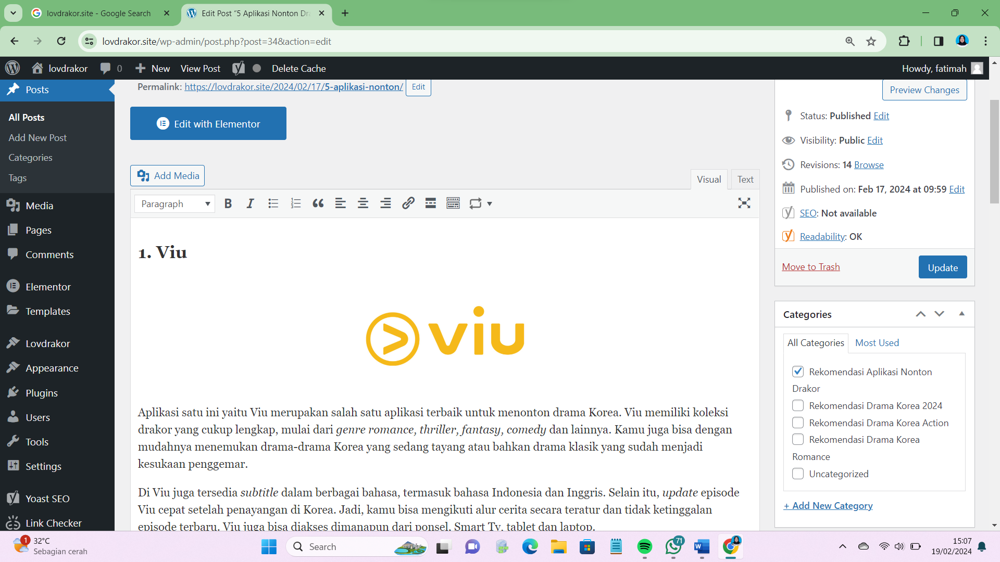 lovdrakor.site - Google Search
Edit Post “5 Aplikasi Nonton Dra
lovdrakor.site/wp-admin/post.php?post=34&action=edit
lovdrakor
0
New
View Post
Delete Cache
Howdy, fatimah
Posts
All Posts
Add New Post
Categories
Tags
Media
Pages
Comments
Elementor
Templates
Lovdrakor
Appearance
Plugins
Users
Tools
Settings
Yoast SEO
Link Checker
Permalink: https://lovdrakor.site/2024/02/17/5-aplikasi-nonton/ Edit
Edit with Elementor
Add Media
Visual
Text
Paragraph
1. Viu
viu
Aplikasi satu ini yaitu Viu merupakan salah satu aplikasi terbaik untuk menonton drama Korea. Viu memiliki koleksi
drakor yang cukup lengkap, mulai dari genre romance, thriller, fantasy, comedy dan lainnya. Kamu juga bisa dengan
mudahnya menemukan drama-drama Korea yang sedang tayang atau bahkan drama klasik yang sudah menjadi
kesukaan penggemar.
Di Viu juga tersedia subtitle dalam berbagai bahasa, termasuk bahasa Indonesia dan Inggris. Selain itu, update episode
Viu cepat setelah penayangan di Korea. Jadi, kamu bisa mengikuti alur cerita secara teratur dan tidak ketinggalan
episode terbaru. Viu juga bisa diakses dimanapun dari ponsel, Smart Tv, tablet dan laptop.
Preview Changes
Status: Published Edit
Visibility: Public Edit
Revisions: 14 Browse
Published on: Feb 17, 2024 at 09:59 Edit
SEO: Not available
Readability: OK
Move to Trash
Update
Categories
All Categories
Most Used
Rekomendasi Aplikasi Nonton
Drakor
Rekomendasi Drama Korea 2024
Rekomendasi Drama Korea Action
Rekomendasi Drama Korea
Romance
Uncategorized
+ Add New Category
1
32°C
Sebagian cerah
Search
71
15:07
19/02/2024